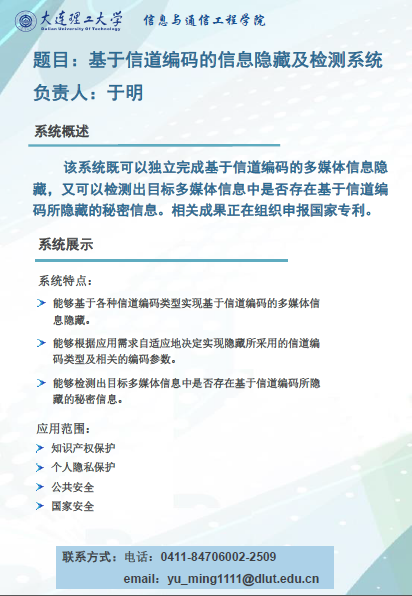 大连理工大学 信息与通信工程学院
Dalian University Of Technology
题目：基于信道编码的信息隐藏及检测系统
负责人：于明
系统概述
该系统既可以独立完成基于信道编码的多媒体信息隐
藏，又可以检测出目标多媒体信息中是否存在基于信道编
码所隐藏的秘密信息。相关成果正在组织申报国家专利。
系统展示
系统特点：
能够基于各种信道编码类型实现基于信道编码的多媒体信
息隐藏。
能够根据应用需求自适应地决定实现隐藏所采用的信道编
码类型及相关的编码参数。
能够检测出目标多媒体信息中是否存在基于信道编码所隐
藏的秘密信息。
应用范围：
知识产权保护
个人隐私保护
公共安全
国家安全
联系方式：电话：0411-84706002-2509
email：yu_ming1111@dlut.edu.cn